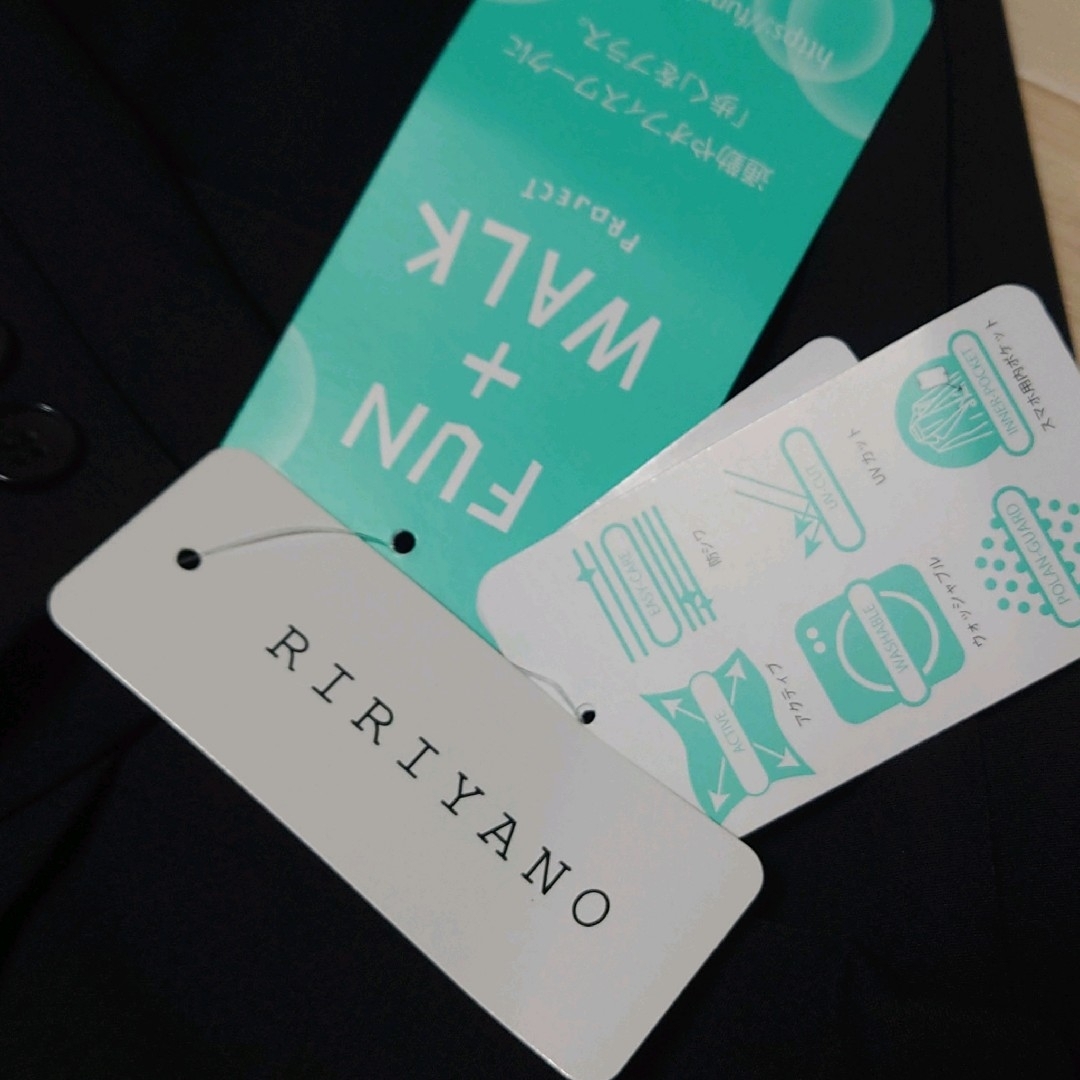 RIRIYANO
FUN
+
WALK
PROJECT
通勤やオフィスワークに
「歩く」をプラス。
ACTIVE
アクティブ
WASHABLE
ウォッシャブル
POLAN-GUARD
EASY-CARE
防シワ
UV-CUT
UVカット
INNER-POCKET
スマホ用内ポケット